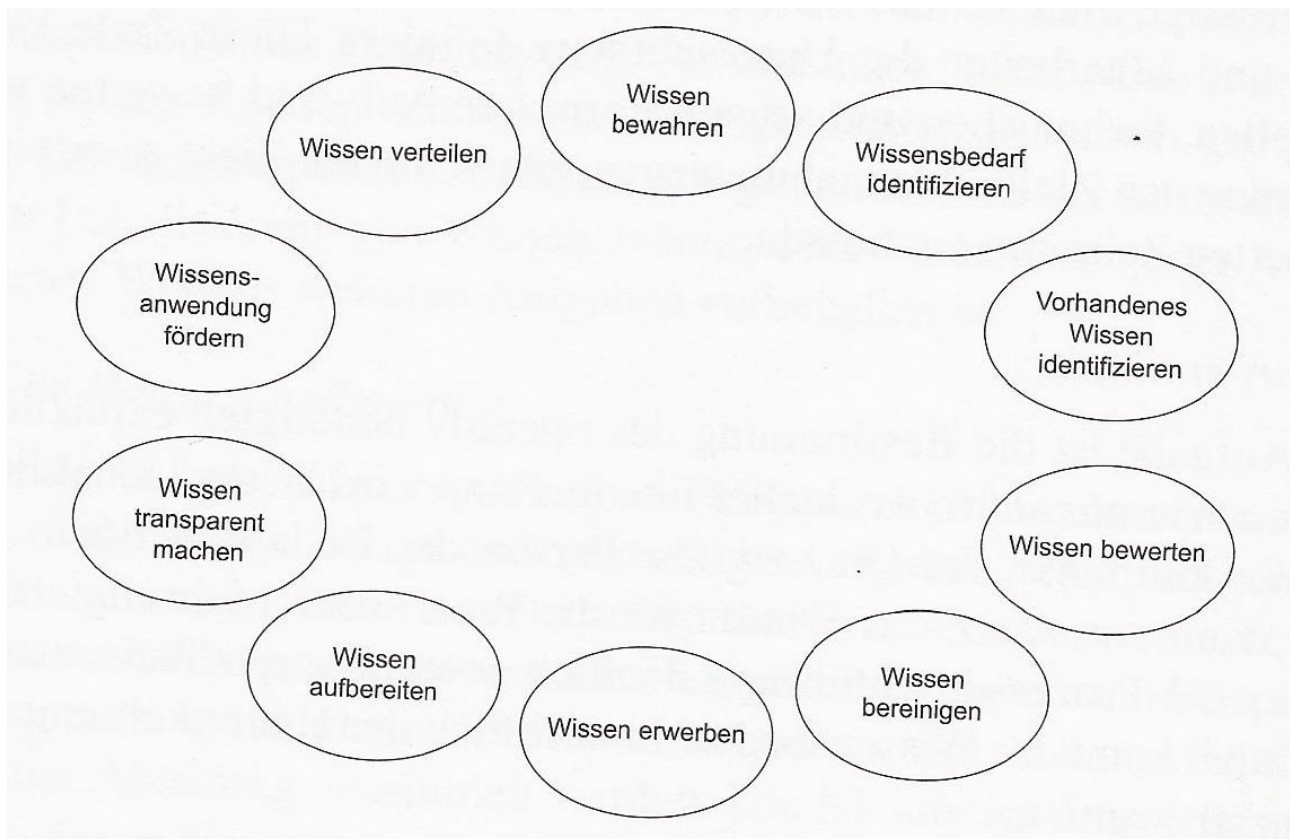 Wissen
bewahren
Wissensbedarf
identifizieren
Vorhandenes
Wissen
identifizieren
Wissen bewerten
Wissen
bereinigen
Wissen erwerben
Wissen
aufbereiten
Wissen
transparent
machen
Wissens-
anwendung
fördern
Wissen verteilen